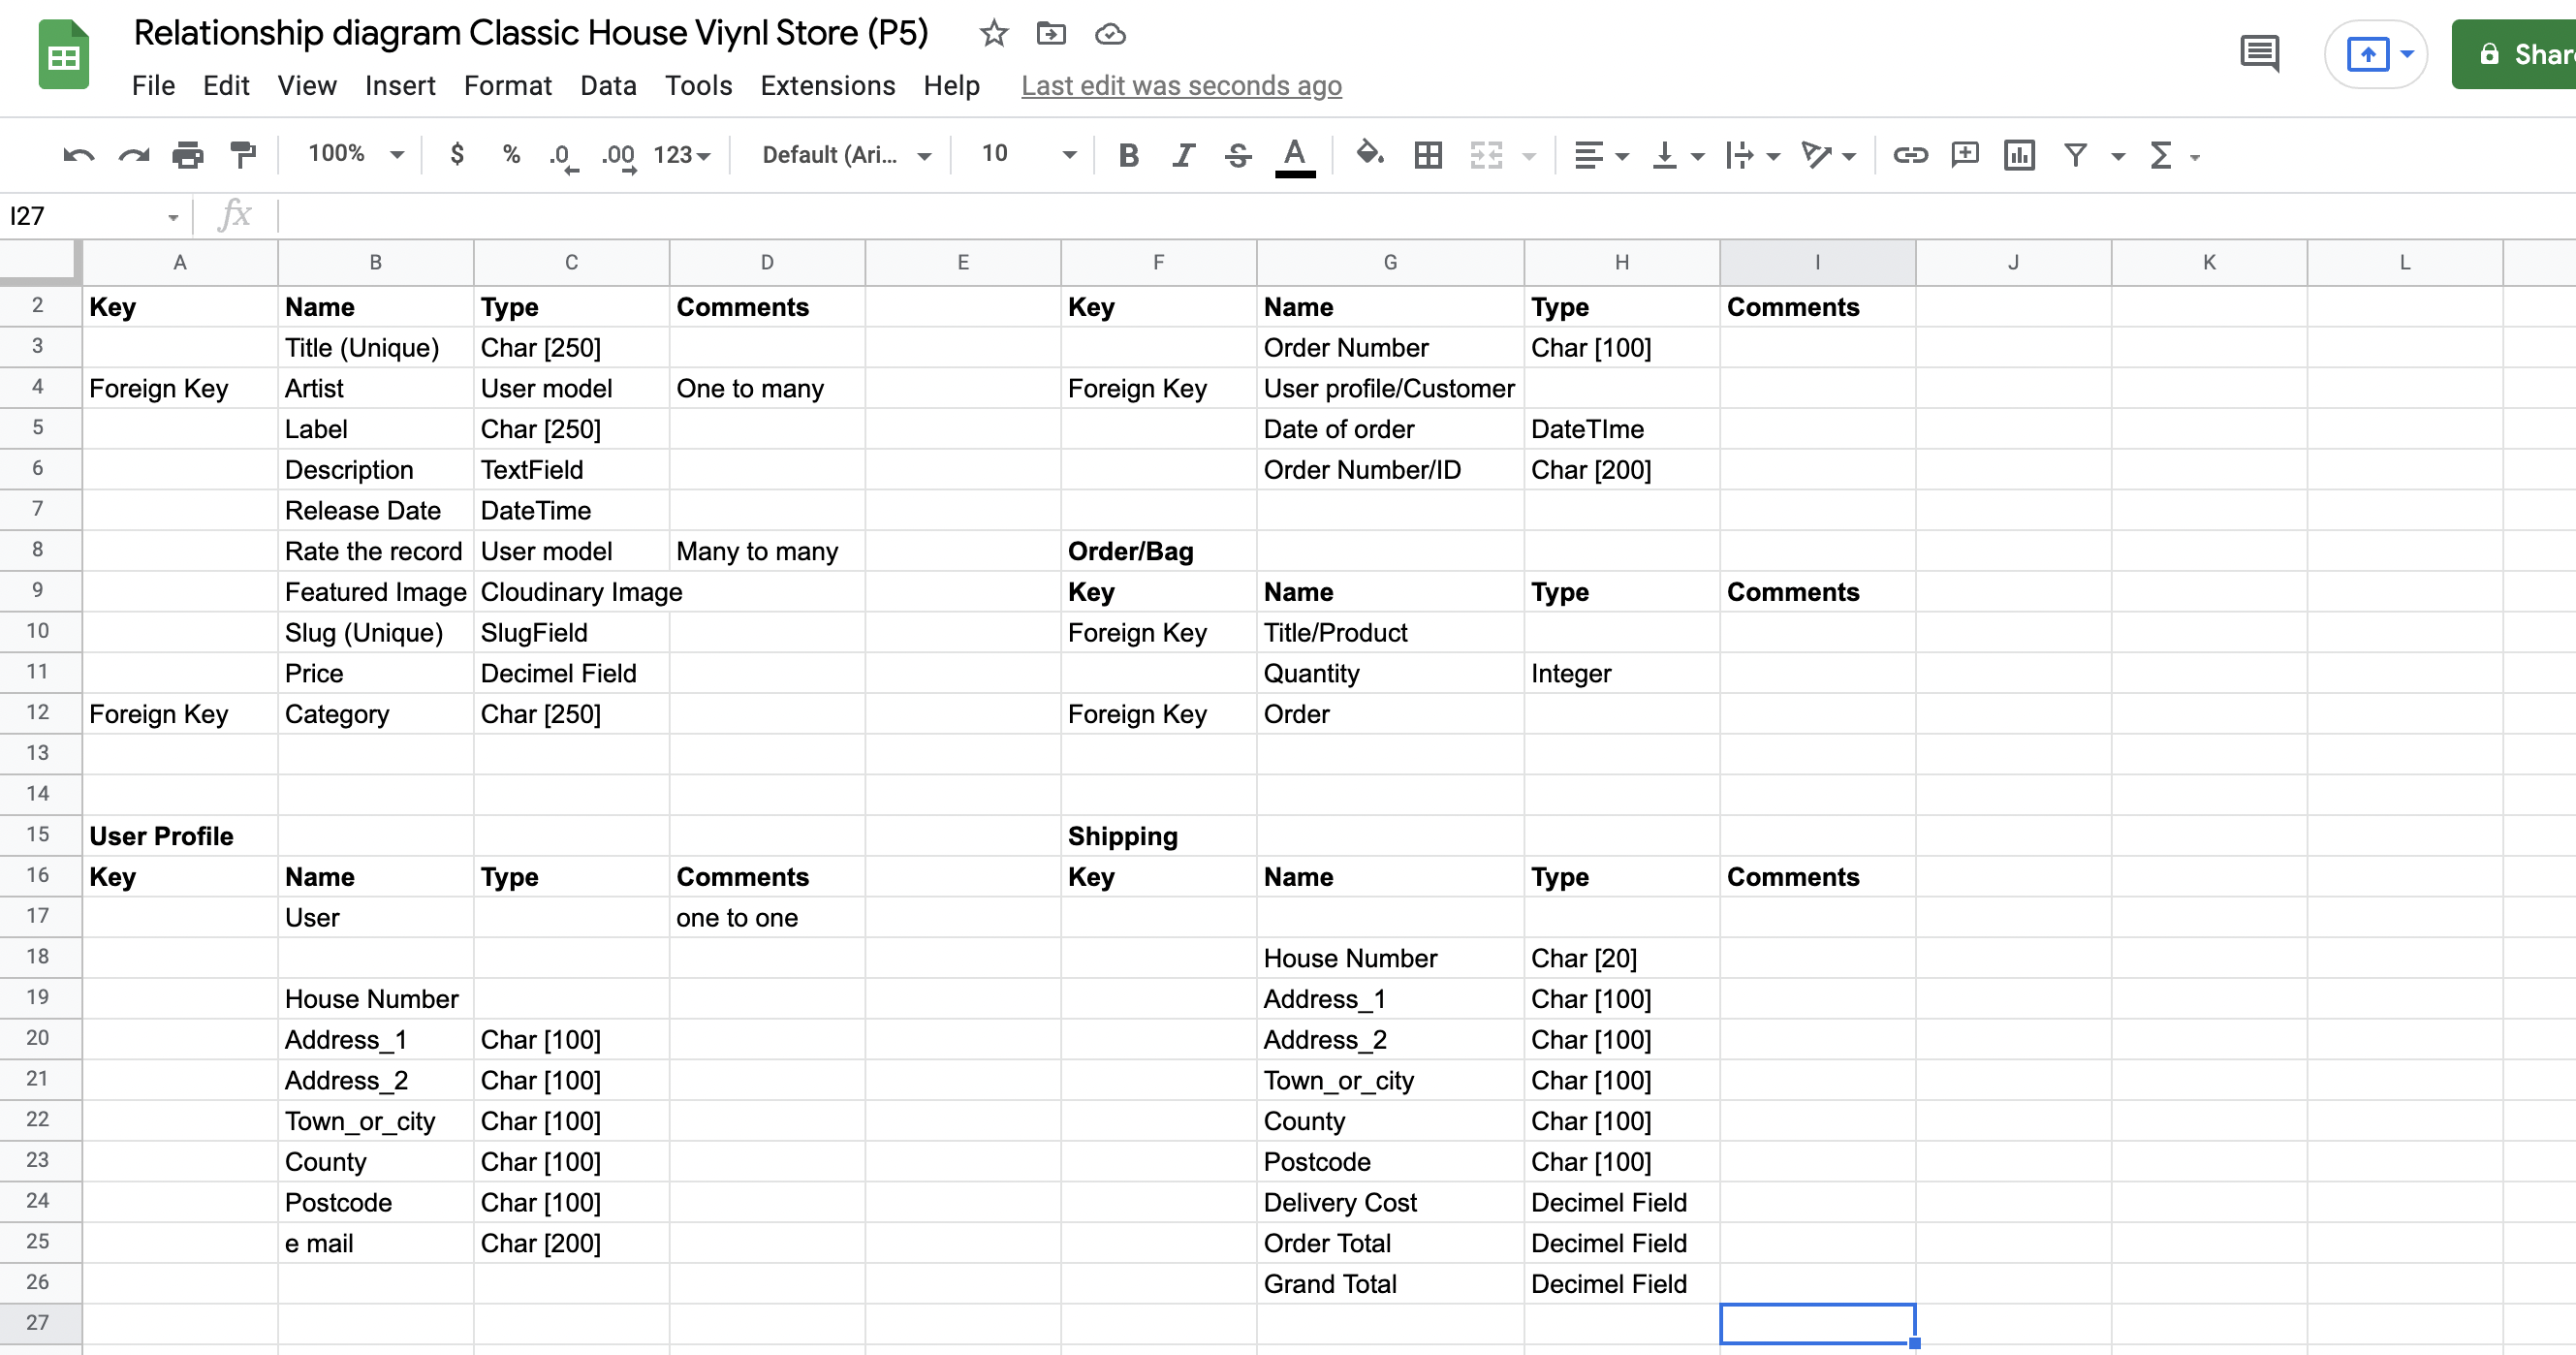 Relationship diagram Classic House Viynl Store (P5)
File Edit View Insert Format Data Tools Extensions Help Last edit was seconds ago
Shar
100% $ % .0 .00 123 Default (Ari... 10 B I S A
I27 fx
A B C D E F G H I J K L
2 Key Name Type Comments Key Name Type Comments
3 Title (Unique) Char [250] Order Number Char [100]
4 Foreign Key Artist User model One to many Foreign Key User profile/Customer
5 Label Char [250] Date of order DateTIme
6 Description TextField Order Number/ID Char [200]
7 Release Date DateTime
8 Rate the record User model Many to many Order/Bag
9 Featured Image Cloudinary Image Key Name Type Comments
10 Slug (Unique) SlugField Foreign Key Title/Product
11 Price Decimel Field Quantity Integer
12 Foreign Key Category Char [250] Foreign Key Order
13
14
15 User Profile Shipping
16 Key Name Type Comments Key Name Type Comments
17 User one to one
18 House Number Char [20]
19 House Number Address_1 Char [100]
20 Address_1 Char [100] Address_2 Char [100]
21 Address_2 Char [100] Town_or_city Char [100]
22 Town_or_city Char [100] County Char [100]
23 County Char [100] Postcode Char [100]
24 Postcode Char [100] Delivery Cost Decimel Field
25 e mail Char [200] Order Total Decimel Field
26 Grand Total Decimel Field
27